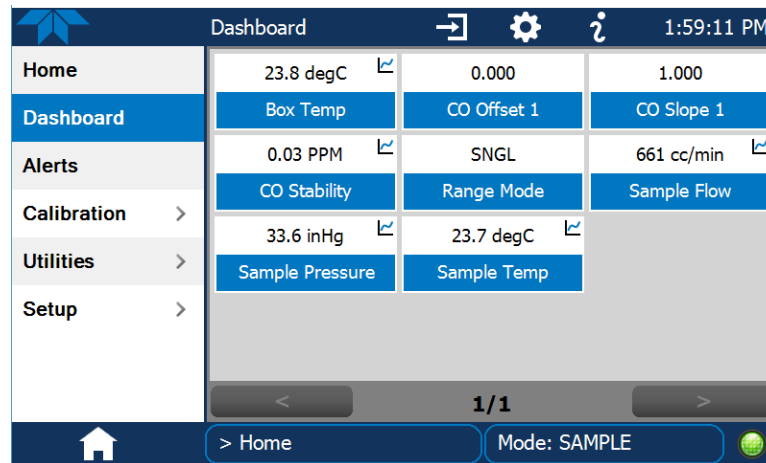 Dashboard
1:59:11 PM
Home
Dashboard
Alerts
Calibration >
Utilities >
Setup >
23.8 degC
Box Temp
0.000
CO Offset 1
1.000
CO Slope 1
0.03 PPM
CO Stability
SNGL
Range Mode
661 cc/min
Sample Flow
33.6 inHg
Sample Pressure
23.7 degC
Sample Temp
< 1/1 >
> Home
Mode: SAMPLE